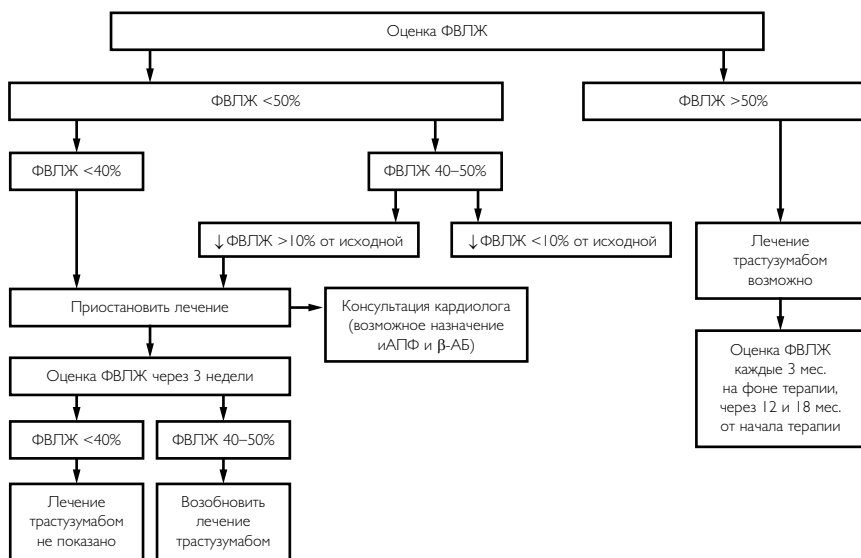 Оценка ФВЛЖ
ФВЛЖ <50%
ФВЛЖ >50%
ФВЛЖ <40%
ФВЛЖ 40–50%
↓ФВЛЖ >10% от исходной
↓ФВЛЖ <10% от исходной
Лечение
трастузумабом
возможно
Приостановить лечение
Консультация кардиолога
(возможное назначение
иАПФ и β-АБ)
Оценка ФВЛЖ
каждые 3 мес.
на фоне терапии,
через 12 и 18 мес.
от начала терапии
Оценка ФВЛЖ через 3 недели
ФВЛЖ <40%
ФВЛЖ 40–50%
Лечение
трастузумабом
не показано
Возобновить
лечение
трастузумабом